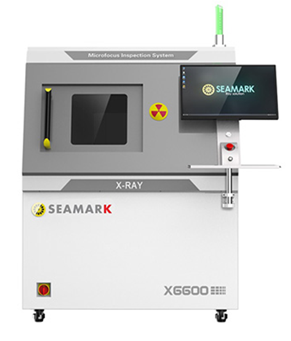 Microfocus Inspection System
SEAMARK
X-RAY
SEAMARK
X6600